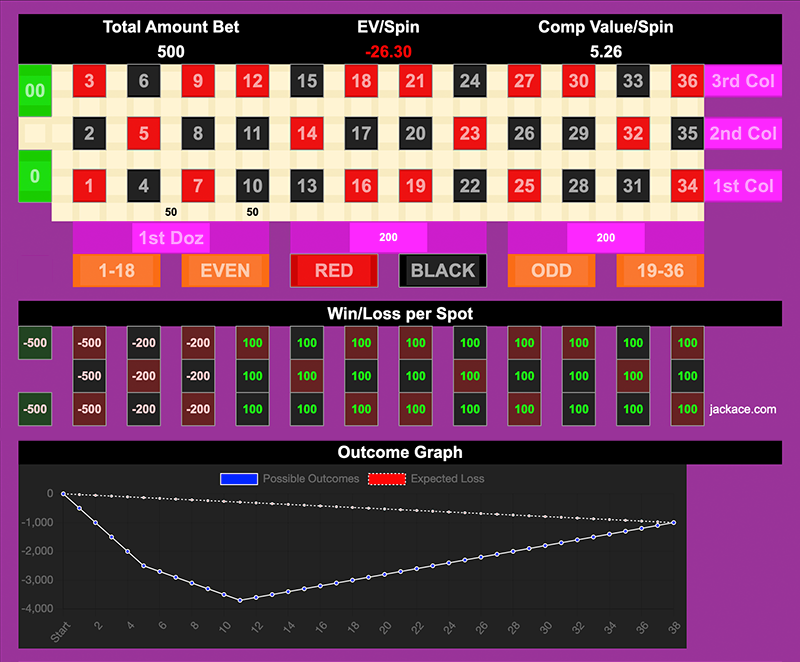 Total Amount Bet EV/Spin Comp Value/Spin
500 -26.30 5.26
00 3 6 9 12 15 18 21 24 27 30 33 36 3rd Col
2 5 8 11 14 17 20 23 26 29 32 35 2nd Col
0 1 4 7 10 13 16 19 22 25 28 31 34 1st Col
50 50
1st Doz 200 200
1-18 EVEN RED BLACK ODD 19-36
Win/Loss per Spot
-500 -500 -200 -200 100 100 100 100 100 100 100 100 100
-500 -200 -200 100 100 100 100 100 100 100 100 100
-500 -500 -200 -200 100 100 100 100 100 100 100 100 100 jackace.com
Outcome Graph
Possible Outcomes Expected Loss
0
-1,000
-2,000
-3,000
-4,000
Start 2 4 6 8 10 12 14 16 18 20 22 24 26 28 30 32 34 36 38